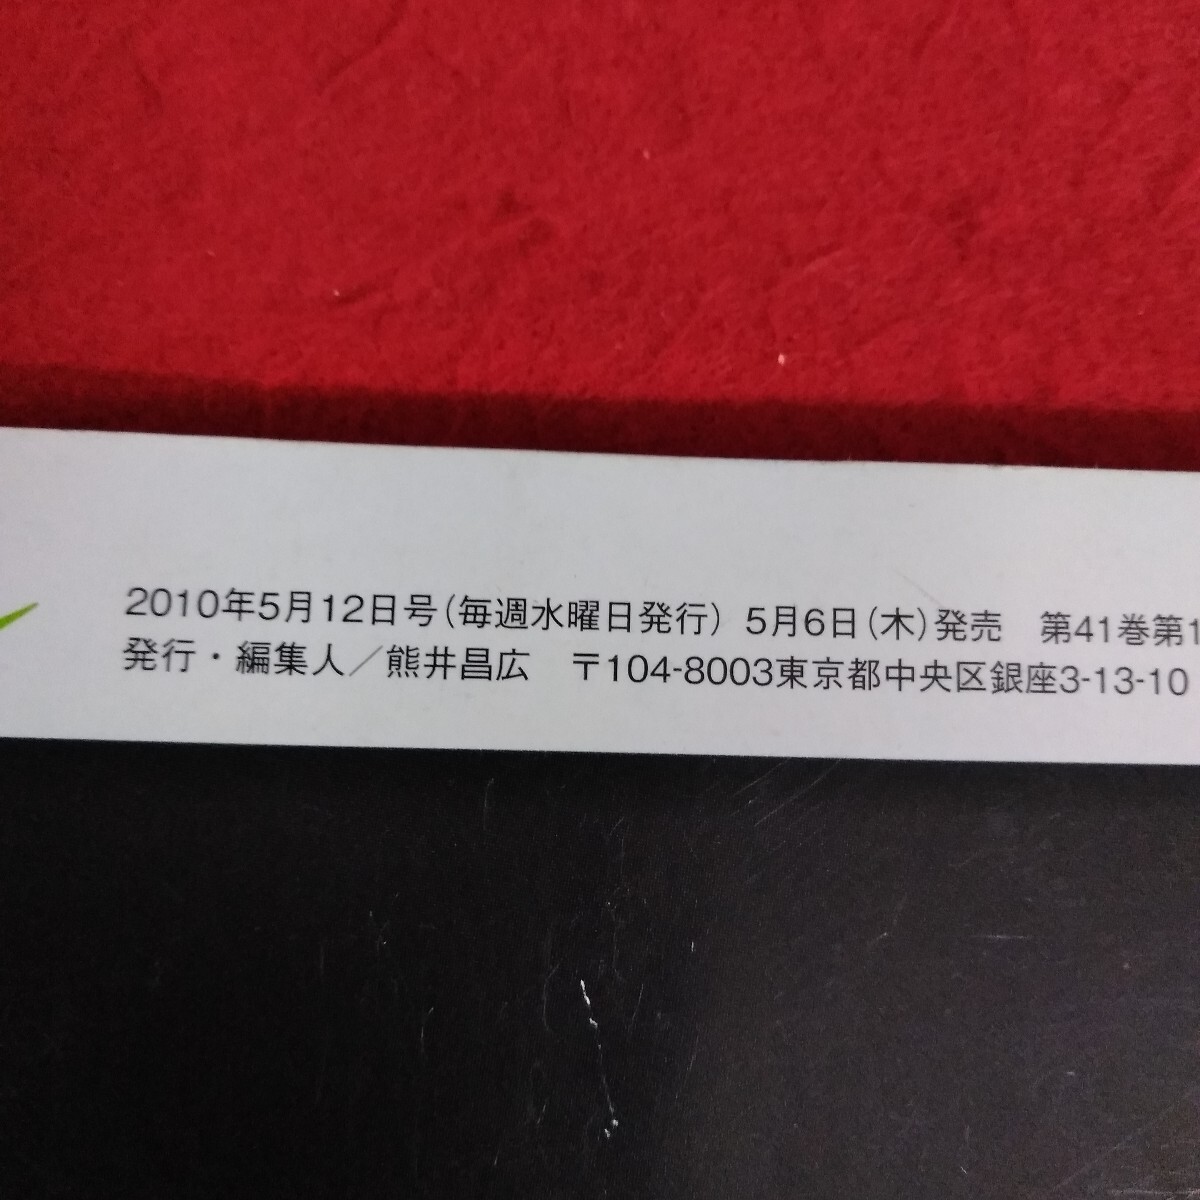 2010年5月12日号(毎週水曜日発行) 5月6日(木)発売　第41巻第1
発行・編集人／熊井昌広　〒104-8003東京都中央区銀座3-13-10